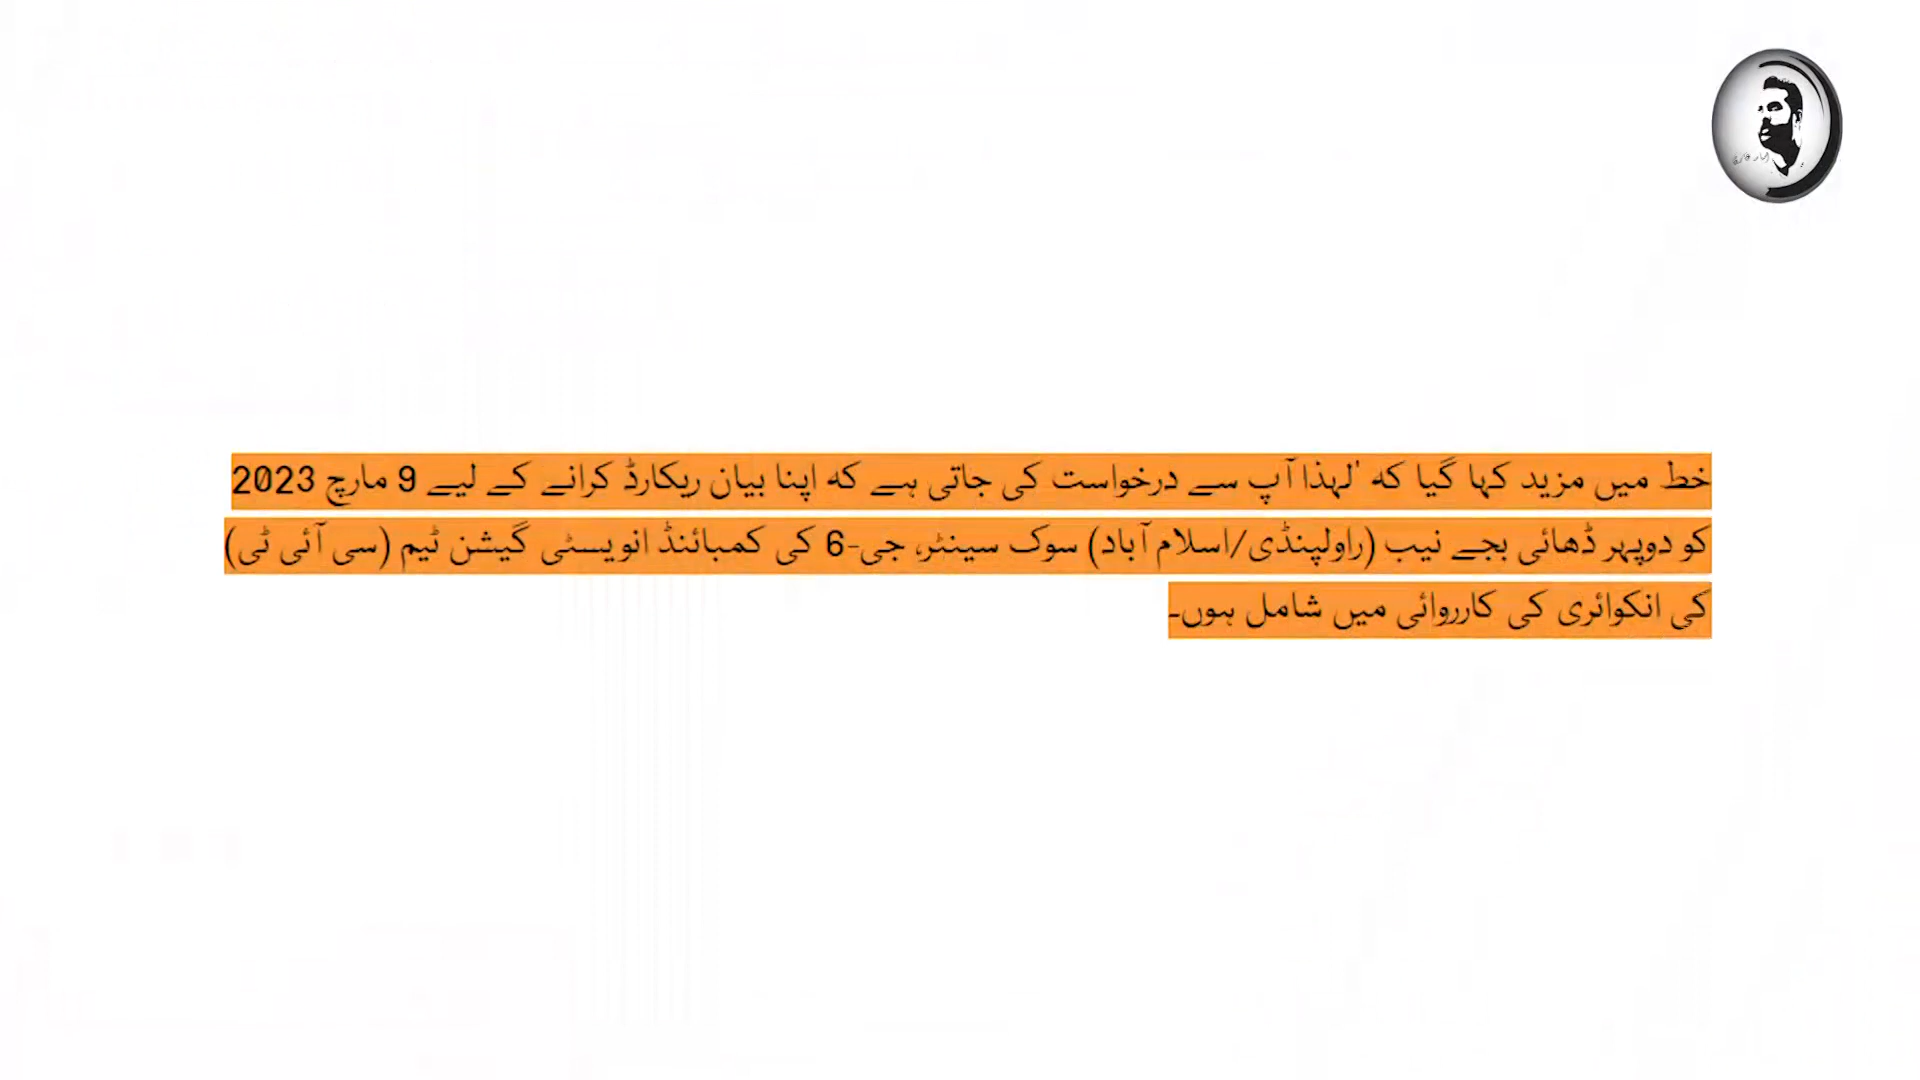 خط میں مزید کہا گیا کہ 'لہذا آپ سے درخواست کی جاتی ہے کہ اپنا بیان ریکارڈ کرانے کے لیے 9 مارچ 2023
کو دوپہر ڈھائی بجے نیب (راولپنڈی/اسلام آباد) سوک سینٹر، جی-6 کی کمبائنڈ انویسٹی گیشن ٹیم (سی آئی ٹی)
کی انکوائری کی کارروائی میں شامل ہوں۔